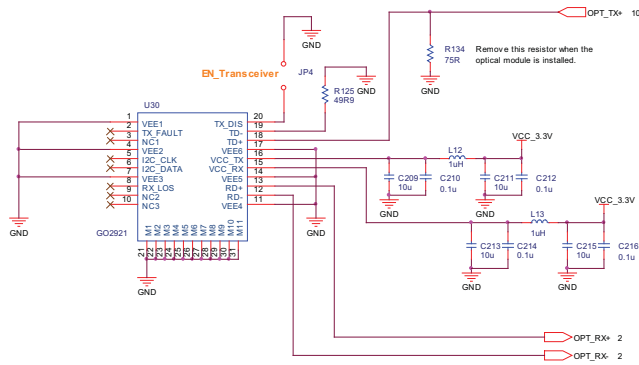 OPT_TX+ 10
GND
R134
75R
Remove this resistor when the
optical module is installed.
GND
EN_Transceiver
JP4
GND
R125
49R9
U30
1 VEE1 TX_DIS 20
2 TX_FAULT TD- 19
3 NC1 TD+ 18
4 VEE2 VEE6 17
5 I2C_CLK VCC_TX 16
6 I2C_DATA VCC_RX 15
7 VEE3 VEE5 14
8 RX_LOS RD+ 13
9 NC2 RD- 12
10 NC3 VEE4 11
GO2921
M1 M2 M3 M4 M5 M6 M7 M8 M9 M10 M11
21 22 23 24 25 26 27 28 29 30 31
GND
GND
GND
L12
1uH
VCC_3.3V
C209
10u
C210
0.1u
C211
10u
C212
0.1u
GND
GND
VCC_3.3V
L13
1uH
C213
10u
C214
0.1u
C215
10u
C216
0.1u
GND
GND
OPT_RX+ 2
OPT_RX- 2